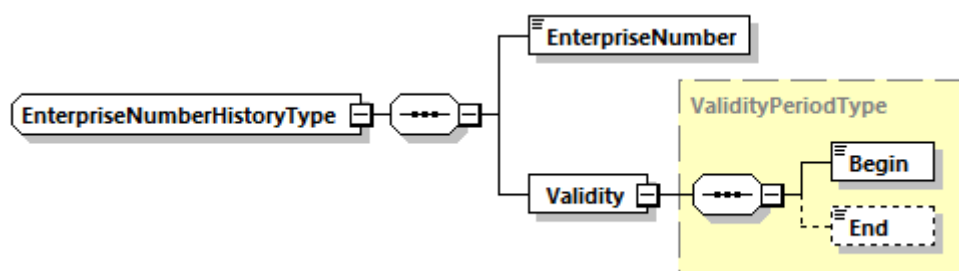 EnterpriseNumber
EnterpriseNumberHistoryType
ValidityPeriodType
Begin
Validity
End